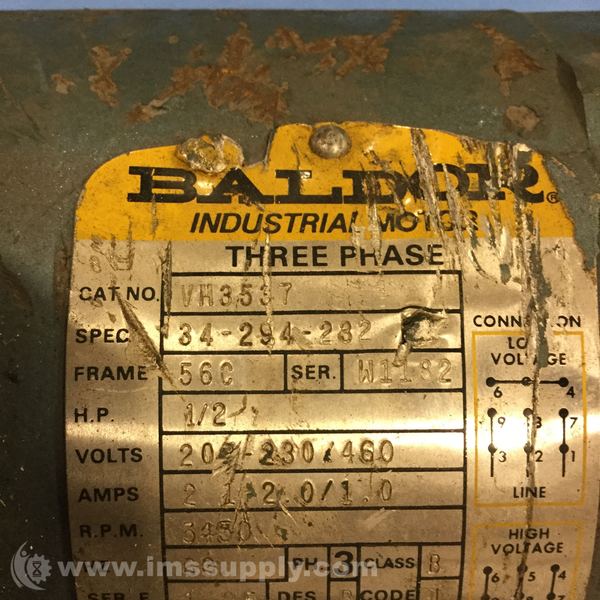 BALDOR
INDUSTRIAL MOTOR
THREE PHASE
CAT NO. VH3537
SPEC. 34-294-282
FRAME 56C SER. W1182
H.P. 1/2
VOLTS 208-230/460
AMPS 2.1/2.0/1.0
R.P.M. 3450
PH. 3 CLASS B
SER.F. DES. CODE
CONNECTION
LOW
VOLTAGE
6 4
9 8 7
3 2 1
LINE
HIGH
VOLTAGE
6 5 4
www.imssupply.com